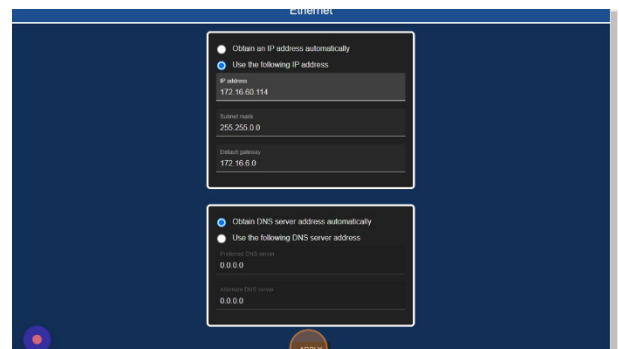 Ethernet
Obtain an IP address automatically
Use the following IP address
IP address
172.16.60.114
Subnet mask
255.255.0.0
Default gateway
172.16.6.0
Obtain DNS server address automatically
Use the following DNS server address
Preferred DNS server
0.0.0.0
Alternate DNS server
0.0.0.0
APPLY